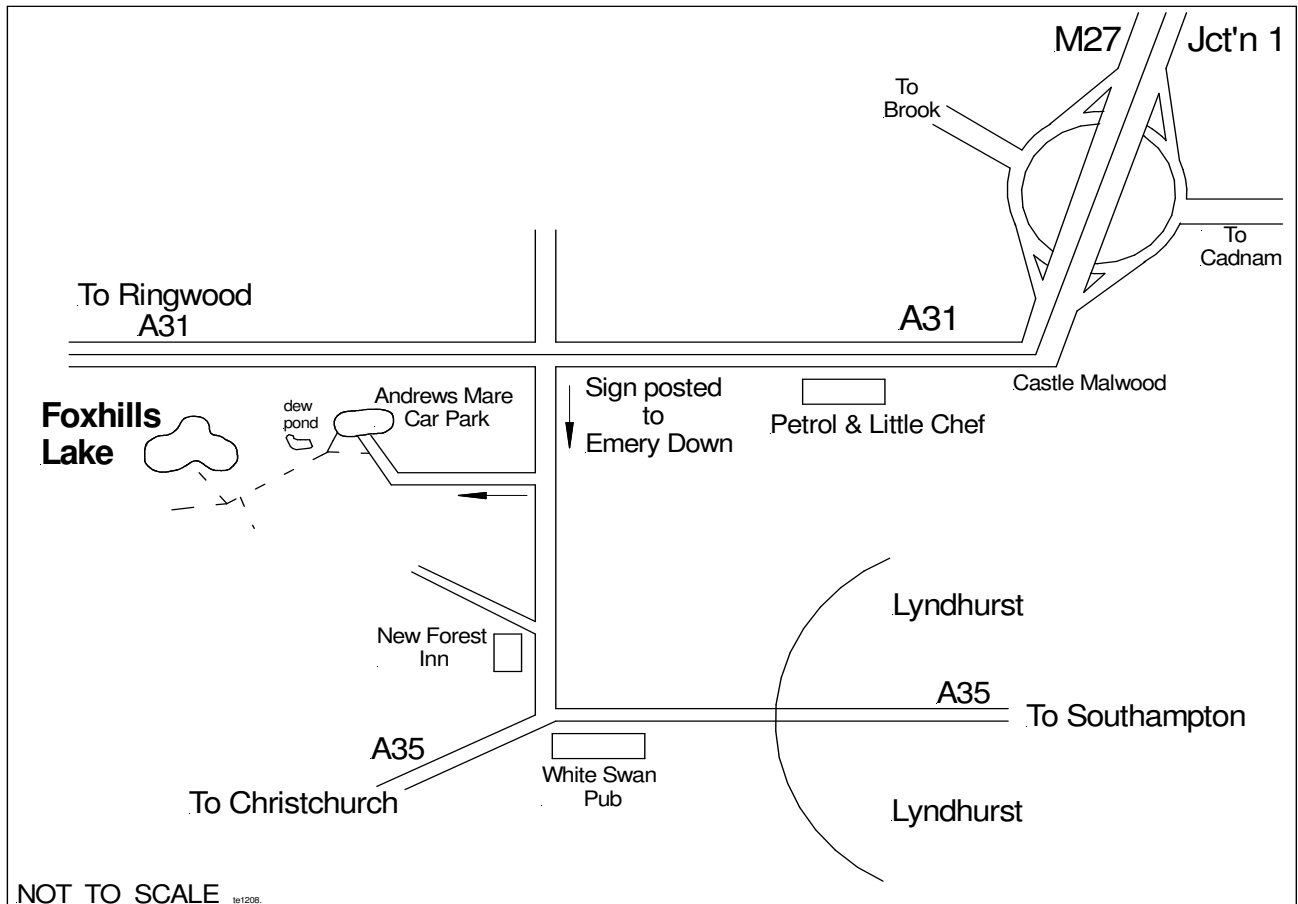 M27
Jct'n 1
To
Brook
To
Cadnam
To Ringwood
A31
A31
Castle Malwood
Foxhills
Lake
dew
pond
Andrews Mare
Car Park
Sign posted
to
Emery Down
Petrol & Little Chef
New Forest
Inn
Lyndhurst
A35
To Southampton
A35
To Christchurch
White Swan
Pub
Lyndhurst
NOT TO SCALE te1208.